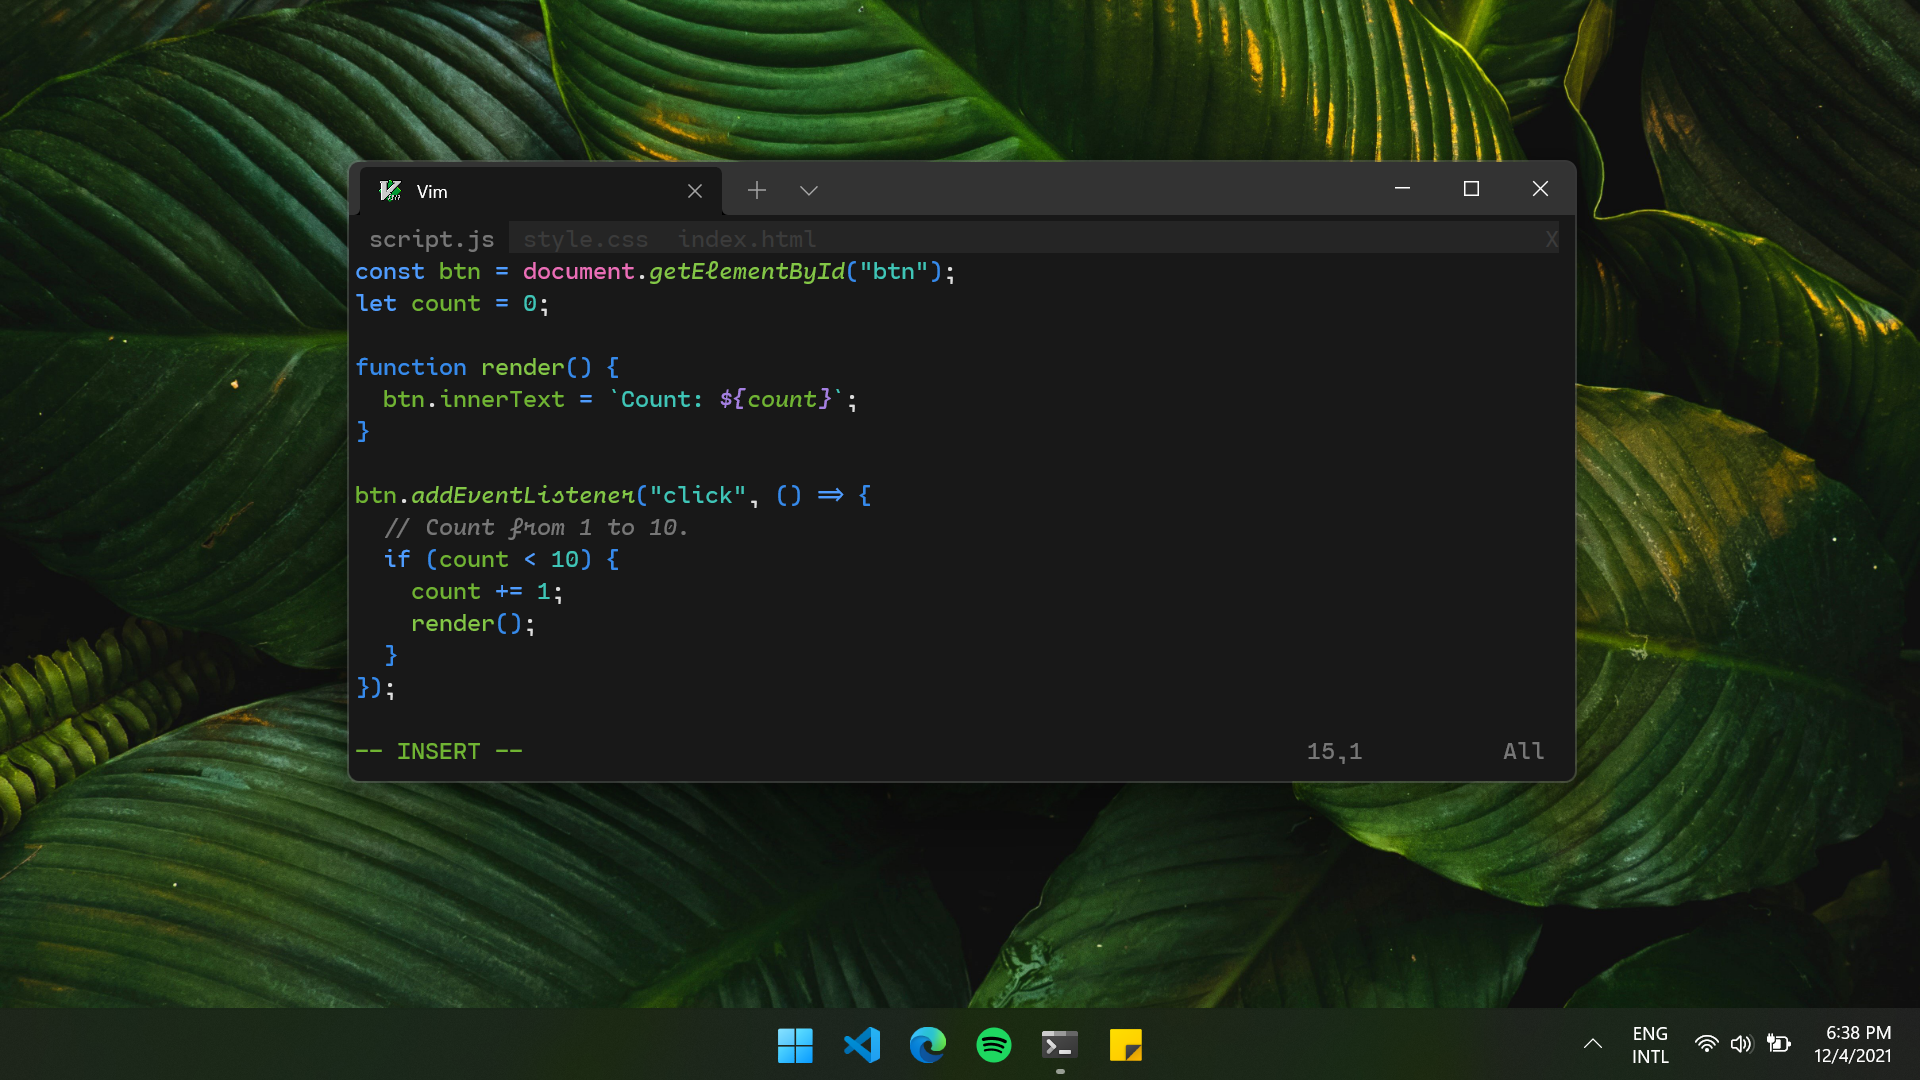 Vim
script.js style.css index.html X
const btn = document.getElementById("btn");
let count = 0;
function render() {
btn.innerText = `Count: ${count}`;
}
btn.addEventListener("click", () => {
// Count from 1 to 10.
if (count < 10) {
count += 1;
render();
}
});
-- INSERT -- 15,1 All
ENG
INTL
6:38 PM
12/4/2021